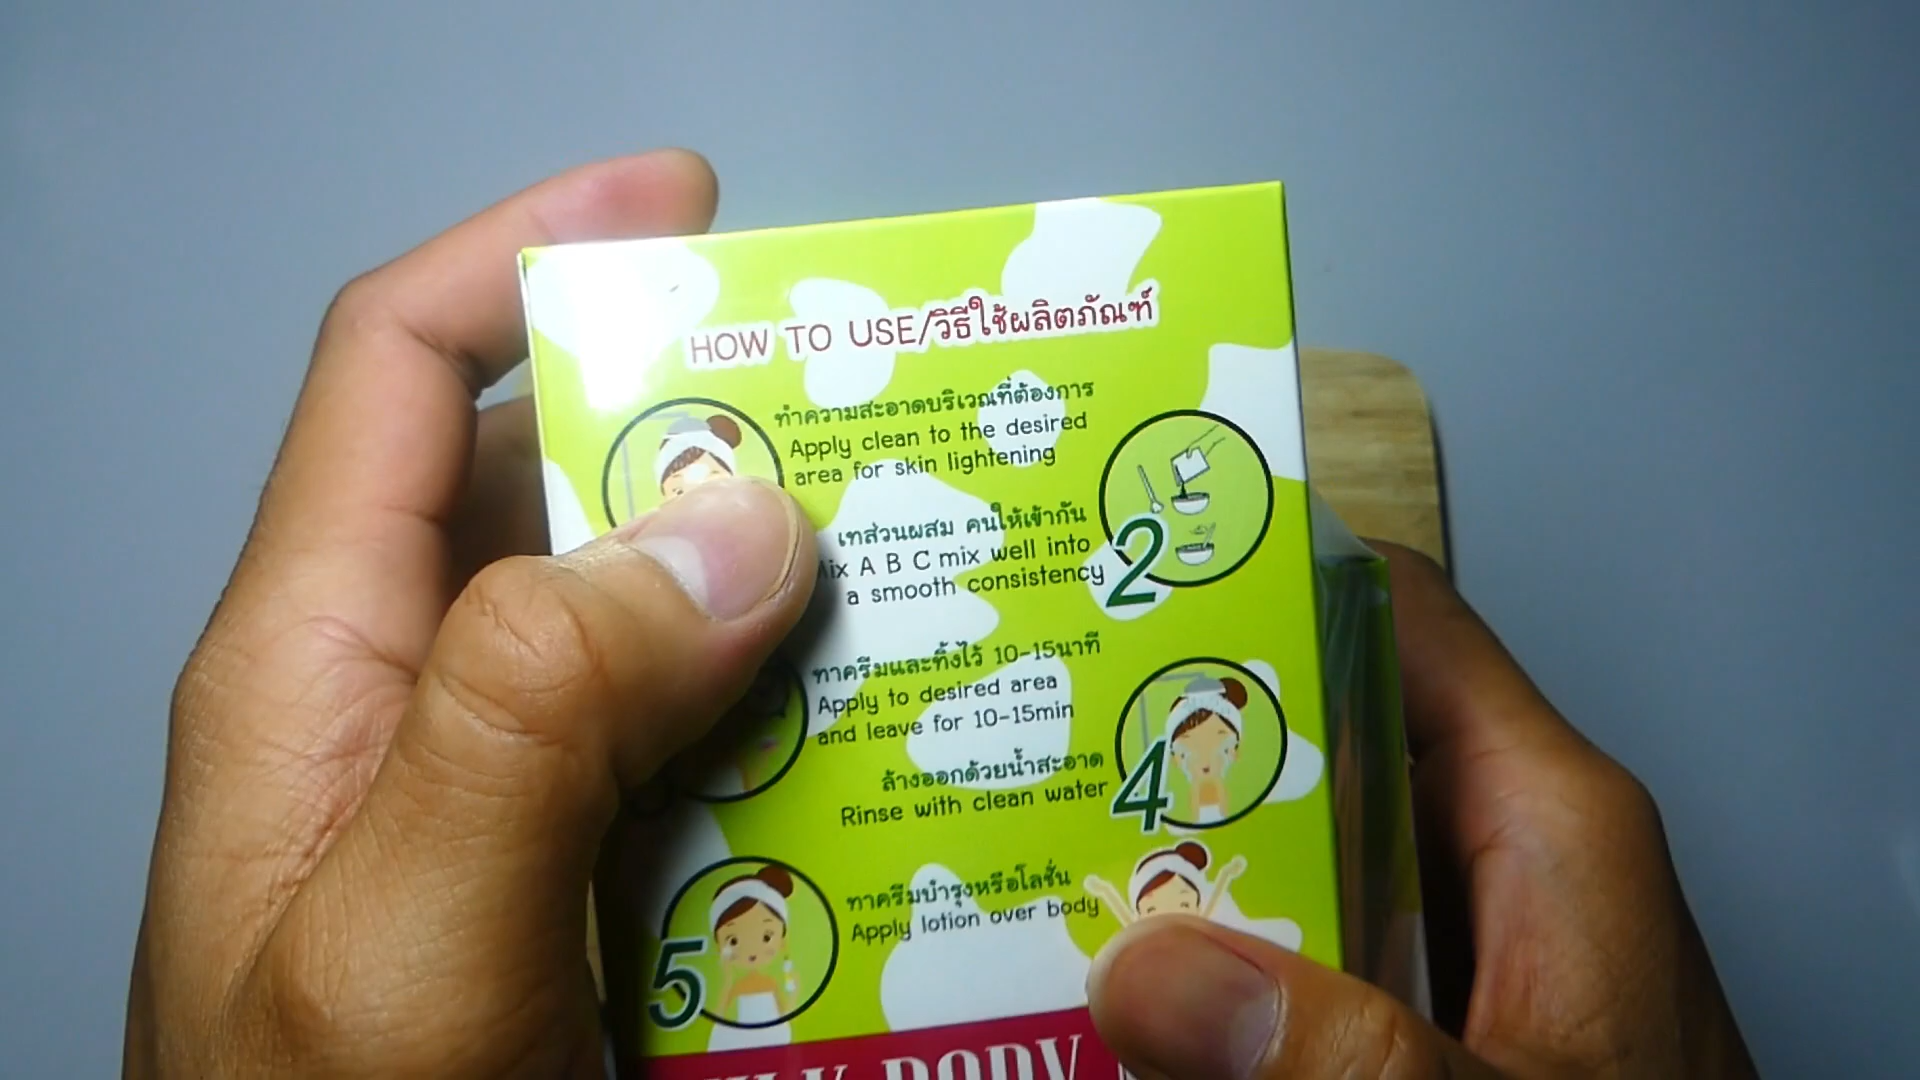 HOW TO USE/วิธีใช้ผลิตภัณฑ์
ทำความสะอาดบริเวณที่ต้องการ
Apply clean to the desired
area for skin lightening
เทส่วนผสม คนให้เข้ากัน
A B C mix well into
a smooth consistency
2
ทาครีมและทิ้งไว้ 10-15นาที
Apply to desired area
and leave for 10-15min
ล้างออกด้วยน้ำสะอาด
Rinse with clean water
4
5
ทาครีมบำรุงหรือโลชั่น
Apply lotion over body
BODY